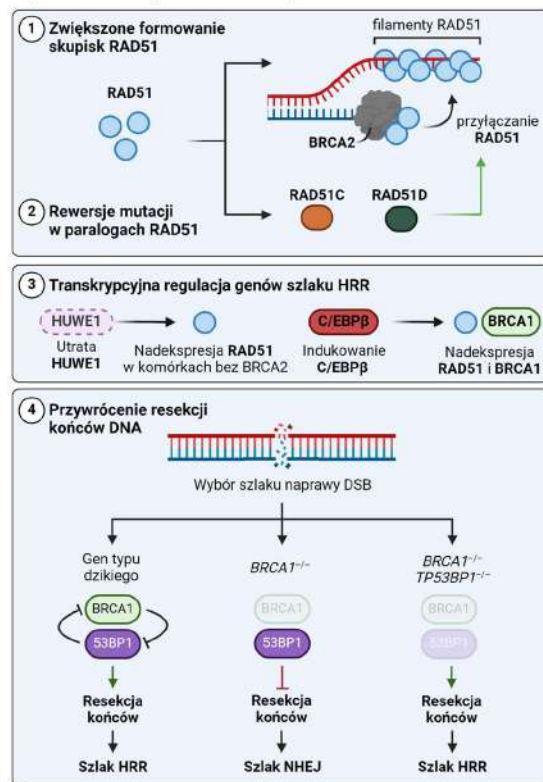 1 Zwiększone formowanie
skupisk RAD51
filamenty RAD51
RAD51
BRCA2
przyłączanie
RAD51
2 Rewersje mutacji
w paralogach RAD51
RAD51C
RAD51D
3 Transkrypcyjna regulacja genów szlaku HRR
HUWE1
C/EBPβ
BRCA1
Utrata
HUWE1
Nadekspresja RAD51
w komórkach bez BRCA2
Indukowanie
C/EBPβ
Nadekspresja
RAD51 i BRCA1
4 Przywrócenie resekcji
końców DNA
Wybór szlaku naprawy DSB
Gen typu
dzikiego
BRCA1
53BP1
Resekcja
końców
Szlak HRR
BRCA1⁻/⁻
BRCA1
53BP1
Resekcja
końców
Szlak NHEJ
BRCA1⁻/⁻
TP53BP1⁻/⁻
BRCA1
53BP1
Resekcja
końców
Szlak HRR